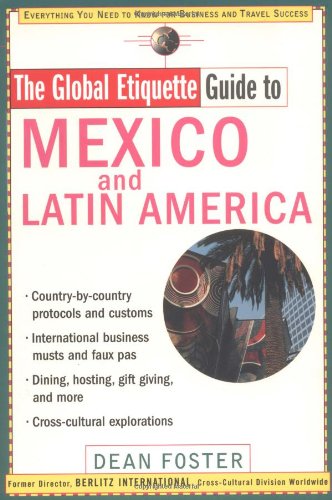 Everything You Need to Know for Business and Travel Success
The Global Etiquette Guide to
MEXICO
and
LATIN AMERICA
• Country-by-country
protocols and customs
• International business
musts and faux pas
• Dining, hosting, gift giving,
and more
• Cross-cultural explorations
DEAN FOSTER
Former Director, BERLITZ INTERNATIONAL, Cross-Cultural Division Worldwide
Copyrighted Material